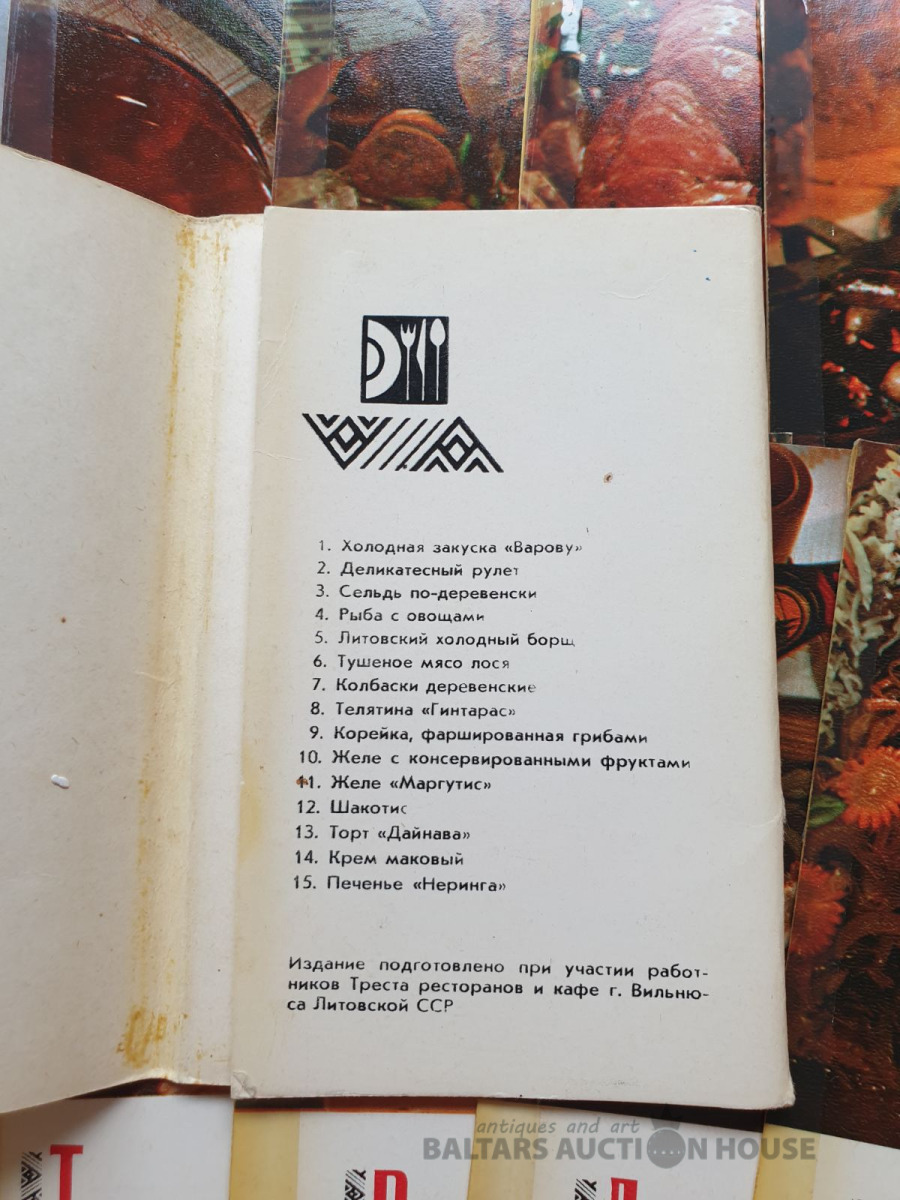 1. Холодная закуска «Варову»
2. Деликатесный рулет
3. Сельдь по-деревенски
4. Рыба с овощами
5. Литовский холодный борщ
6. Тушеное мясо лося
7. Колбаски деревенские
8. Телятина «Гинтарас»
9. Корейка, фаршированная грибами
10. Желе с консервированными фруктами
11. Желе «Маргутис»
12. Шакотис
13. Торт «Дайнава»
14. Крем маковый
15. Печенье «Неринга»
Издание подготовлено при участии работ-
ников Треста ресторанов и кафе г. Вильню-
са Литовской ССР
antiques and art
BALTARS AUCTION HOUSE
Т